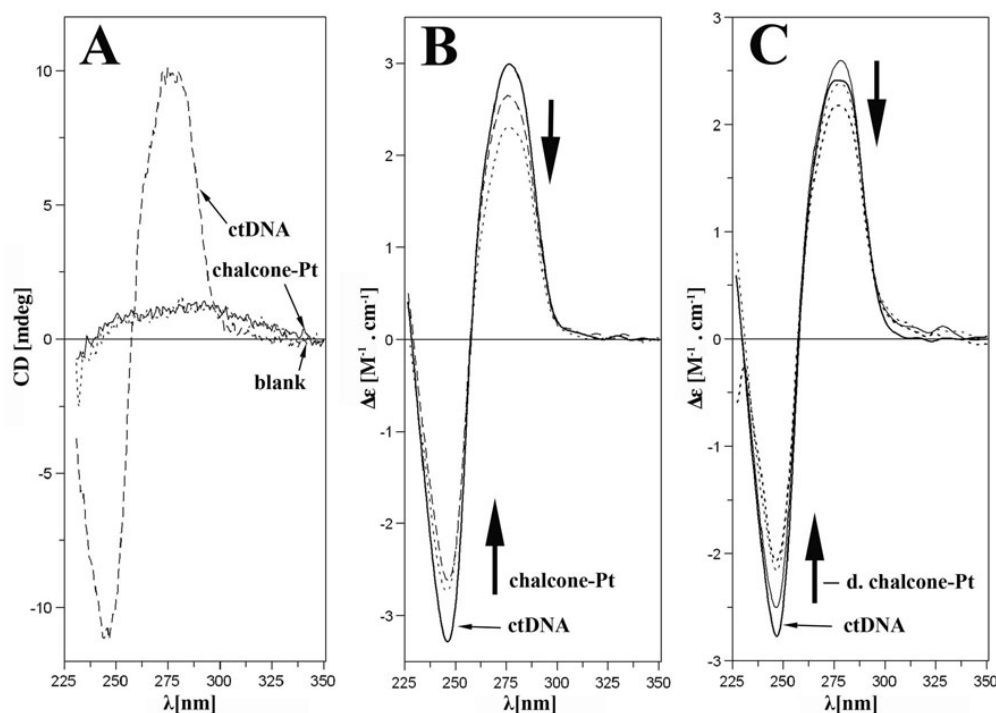 A
CD [mdeg]
10
5
0
-5
-10
ctDNA
chalcone-Pt
blank
225 250 275 300 325 350
λ[nm]
B
Δε [M⁻¹ . cm⁻¹]
3
2
1
0
-1
-2
-3
chalcone-Pt
ctDNA
225 250 275 300 325 350
λ[nm]
C
Δε [M⁻¹ . cm⁻¹]
3
2
1
0
-1
-2
-3
d. chalcone-Pt
ctDNA
225 250 275 300 325 350
λ[nm]